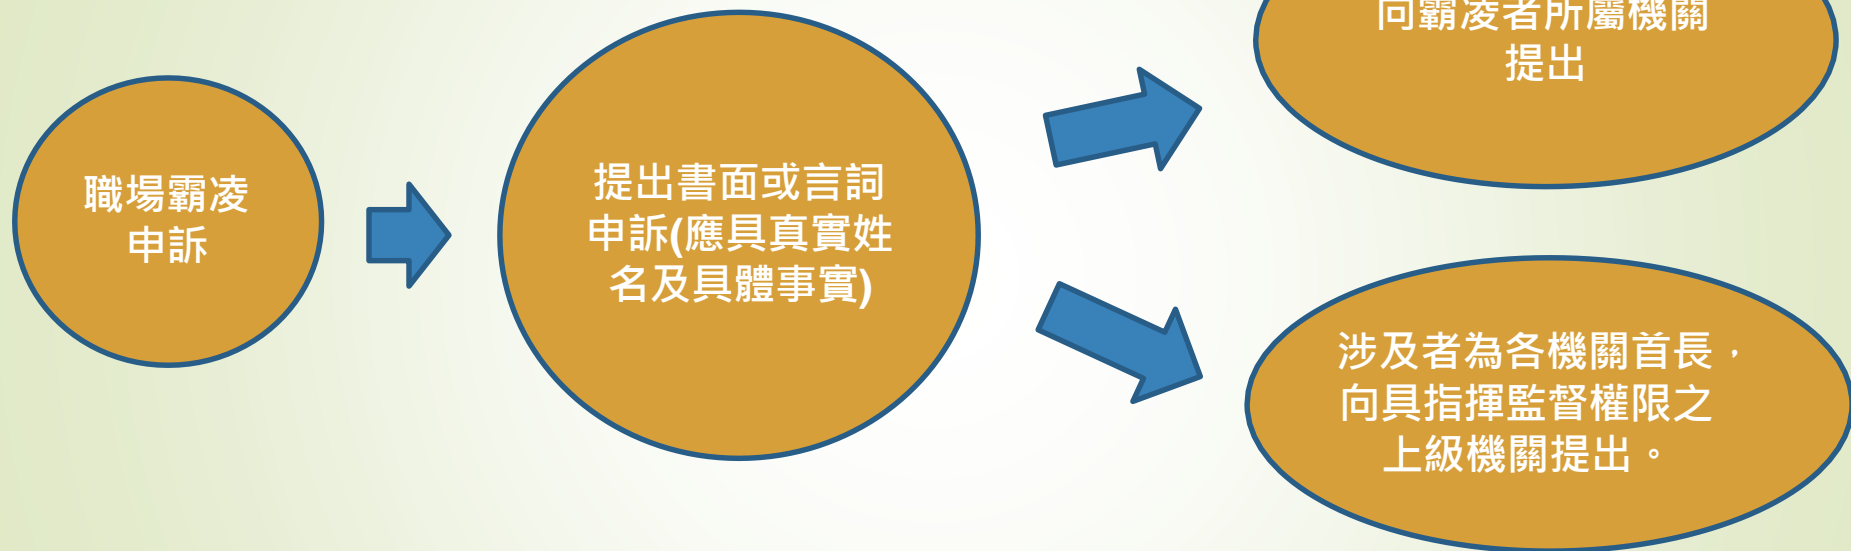 職場霸凌
申訴
提出書面或言詞
申訴(應具真實姓
名及具體事實)
向霸凌者所屬機關
提出
涉及者為各機關首長，
向具指揮監督權限之
上級機關提出。